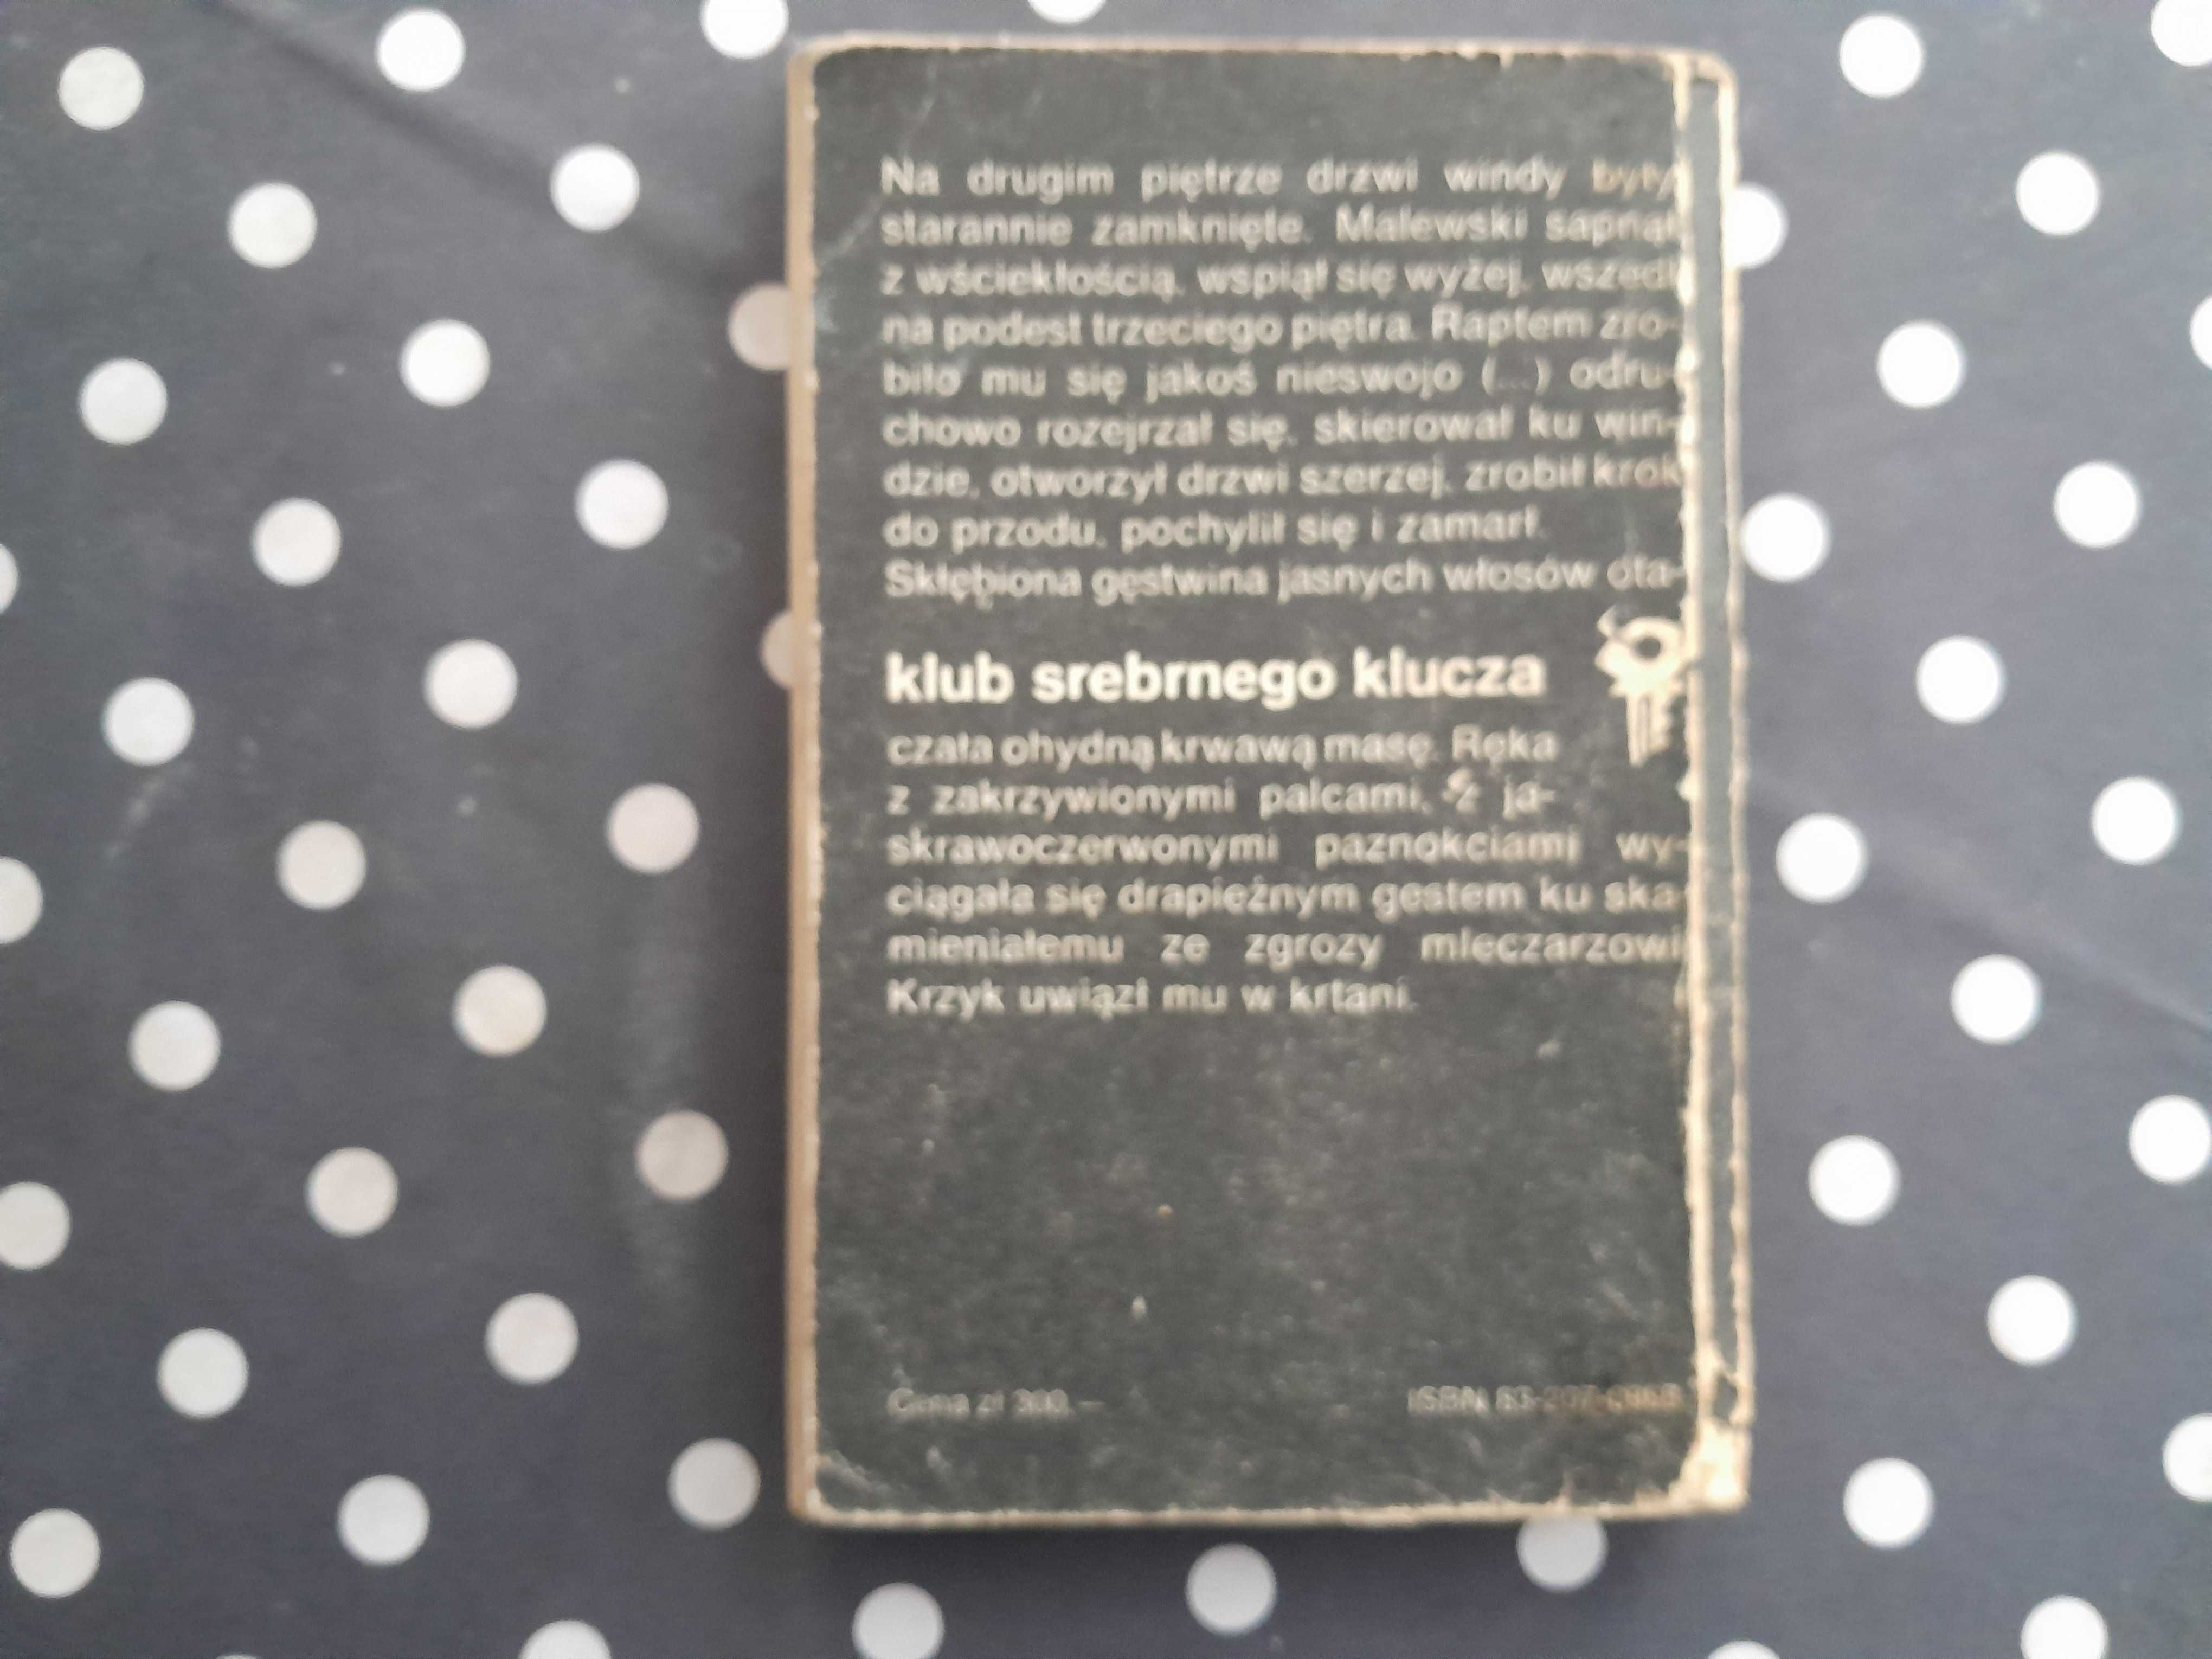 Na drugim piętrze drzwi windy były
starannie zamknięte. Malewski sapnął
z wściekłością, wspiął się wyżej, wszedł
na podest trzeciego piętra. Raptem zro-
biło mu się jakoś nieswojo (...) odru-
chowo rozejrzał się, skierował ku win-
dzie, otworzył drzwi szerzej, zrobił krok
do przodu, pochylił się i zamarł.
Skłębiona gęstwina jasnych włosów ota-
klub srebrnego klucza
czała ohydną krwawą masę. Ręka
z zakrzywionymi palcami, z ja-
skrawoczerwonymi paznokciami wy-
ciągała się drapieżnym gestem ku ska-
mieniałemu ze zgrozy mleczarzowi
Krzyk uwiązł mu w krtani.
Cena zł 300,—
ISBN 83-207